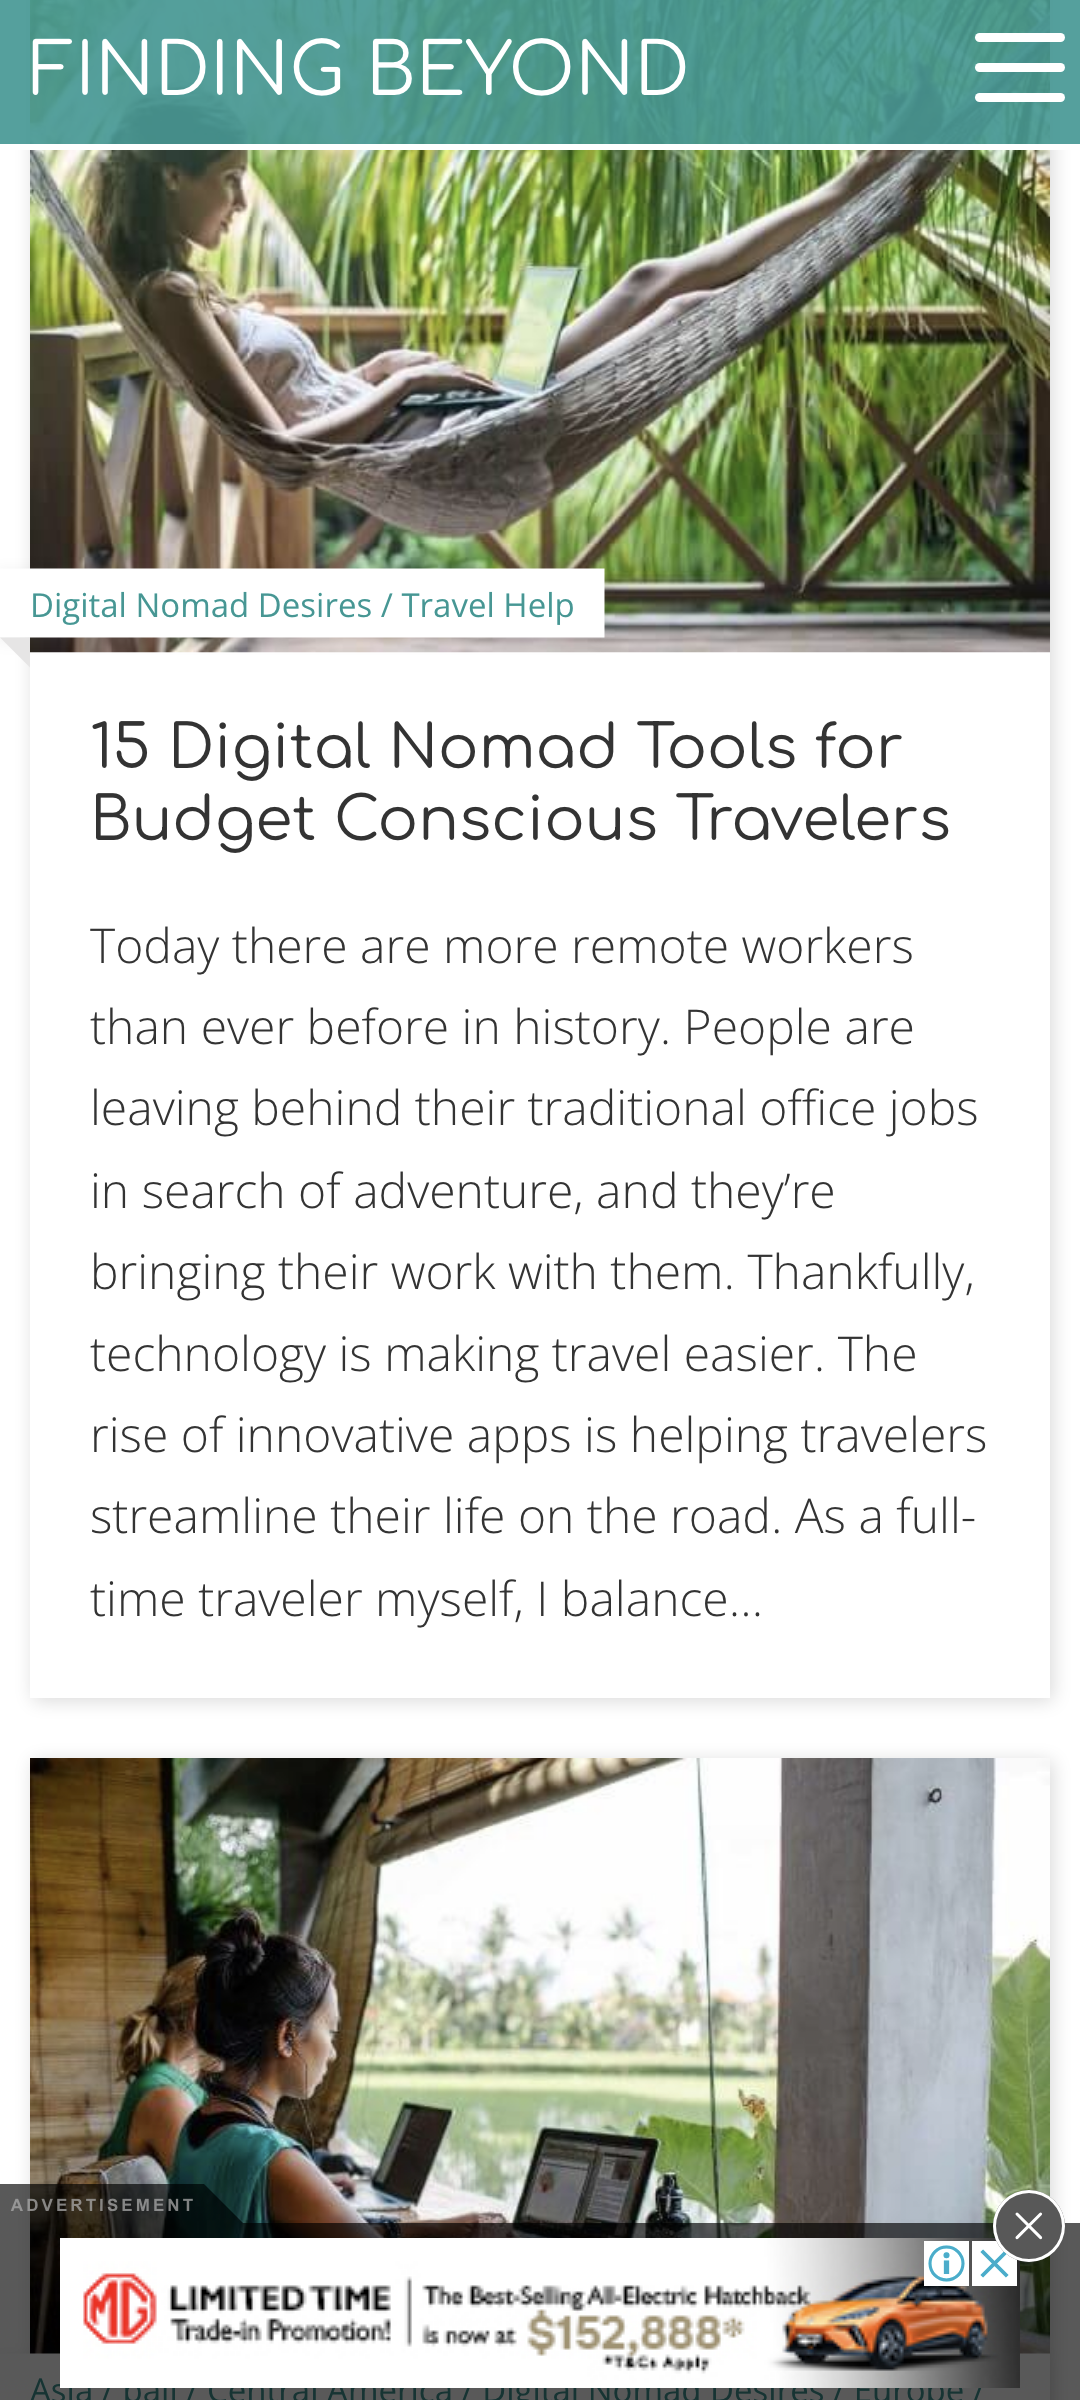 FINDING BEYOND
Digital Nomad Desires / Travel Help
15 Digital Nomad Tools for
Budget Conscious Travelers
Today there are more remote workers
than ever before in history. People are
leaving behind their traditional office jobs
in search of adventure, and they’re
bringing their work with them. Thankfully,
technology is making travel easier. The
rise of innovative apps is helping travelers
streamline their life on the road. As a full-
time traveler myself, I balance...
ADVERTISEMENT
MG
LIMITED TIME
Trade-in Promotion!
The Best-Selling All-Electric Hatchback
is now at $152,888*
*T&Cs Apply
Asia / Bali / Central America / Digital Nomad Desires / Europe /